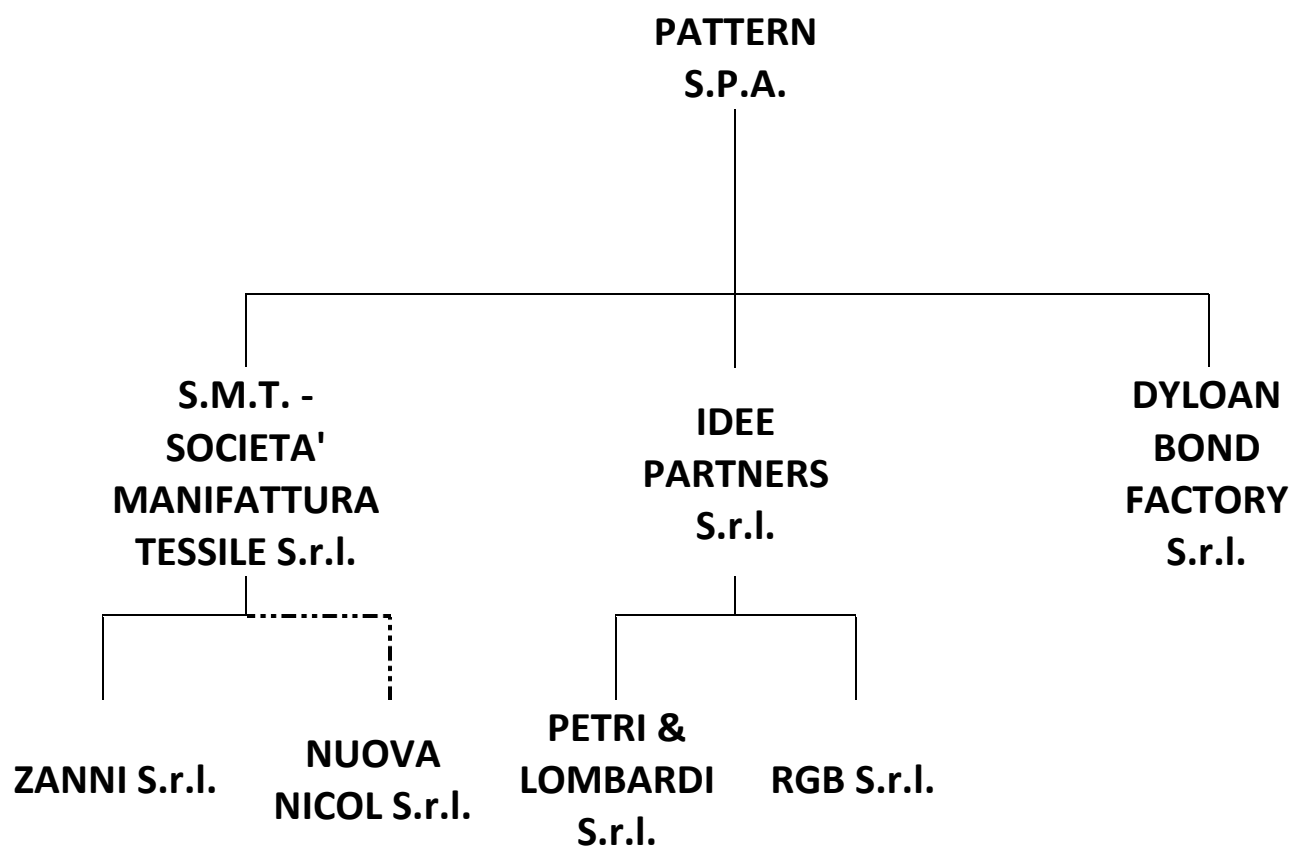 PATTERN
S.P.A.
S.M.T. -
SOCIETA'
MANIFATTURA
TESSILE S.r.l.
IDEE
PARTNERS
S.r.l.
DYLOAN
BOND
FACTORY
S.r.l.
ZANNI S.r.l.
NUOVA
NICOL S.r.l.
PETRI &
LOMBARDI
S.r.l.
RGB S.r.l.